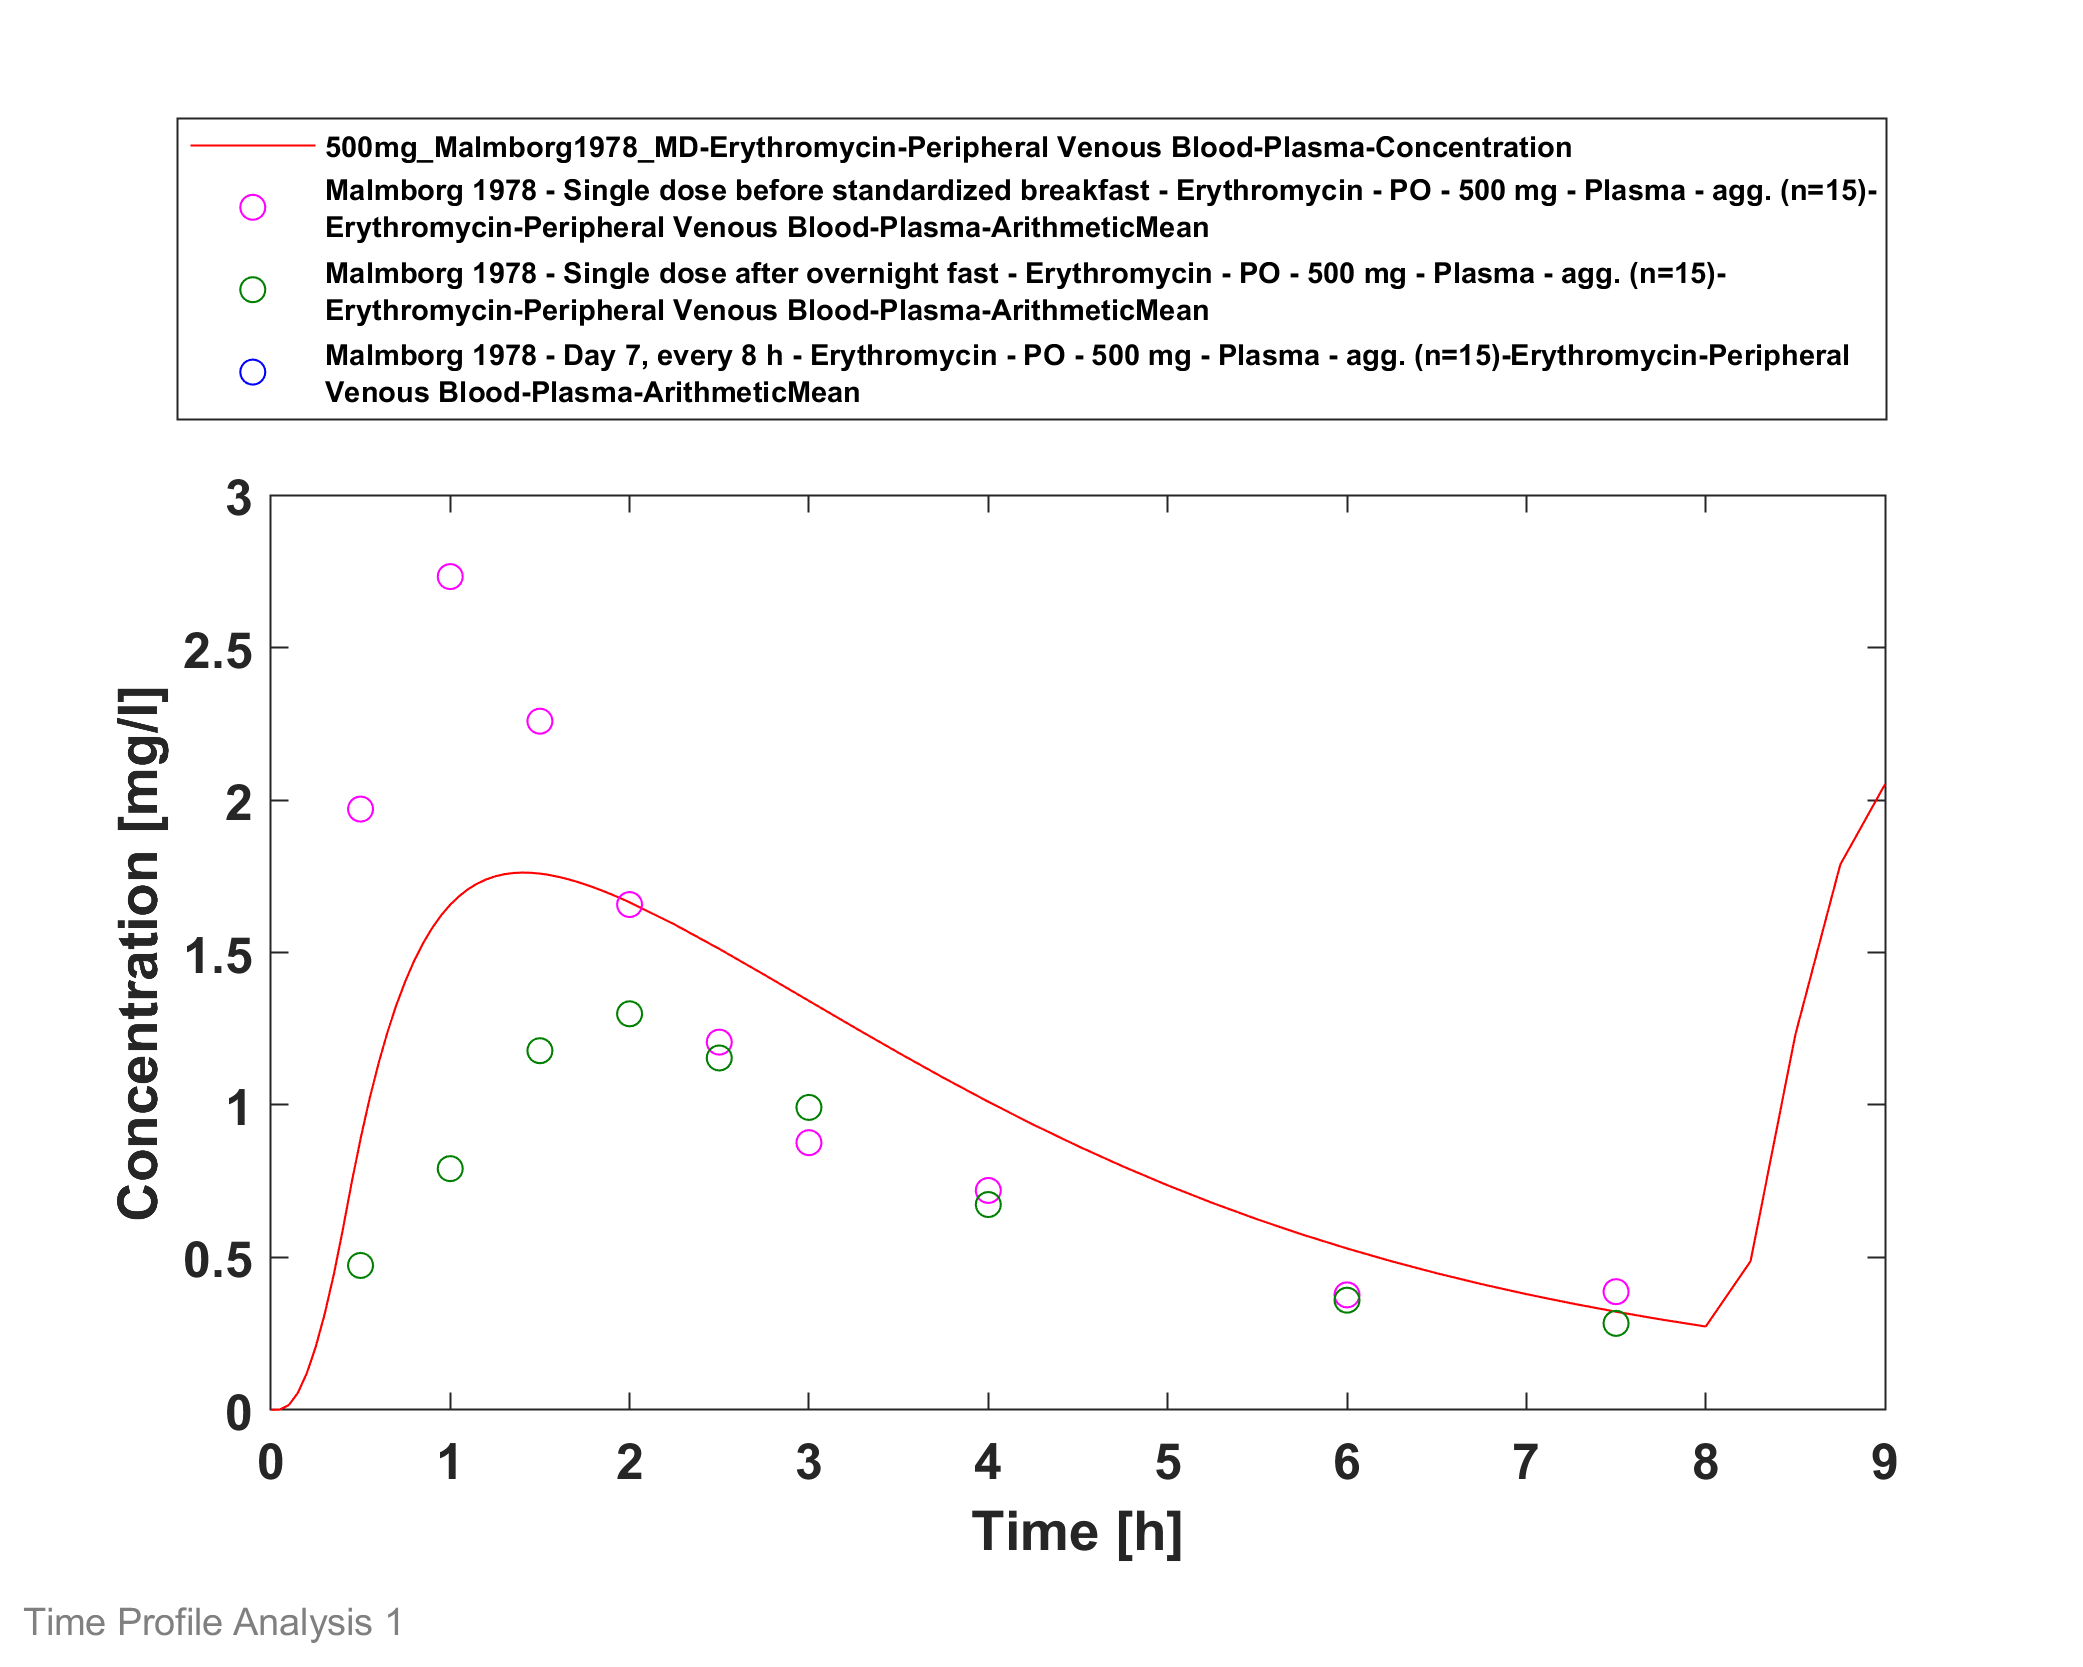 500mg_Malmborg1978_MD-Erythromycin-Peripheral Venous Blood-Plasma-Concentration
Malmborg 1978 - Single dose before standardized breakfast - Erythromycin - PO - 500 mg - Plasma - agg. (n=15)-
Erythromycin-Peripheral Venous Blood-Plasma-ArithmeticMean
Malmborg 1978 - Single dose after overnight fast - Erythromycin - PO - 500 mg - Plasma - agg. (n=15)-
Erythromycin-Peripheral Venous Blood-Plasma-ArithmeticMean
Malmborg 1978 - Day 7, every 8 h - Erythromycin - PO - 500 mg - Plasma - agg. (n=15)-Erythromycin-Peripheral
Venous Blood-Plasma-ArithmeticMean
Concentration [mg/l]
3
2.5
2
1.5
1
0.5
0
0 1 2 3 4 5 6 7 8 9
Time [h]
Time Profile Analysis 1